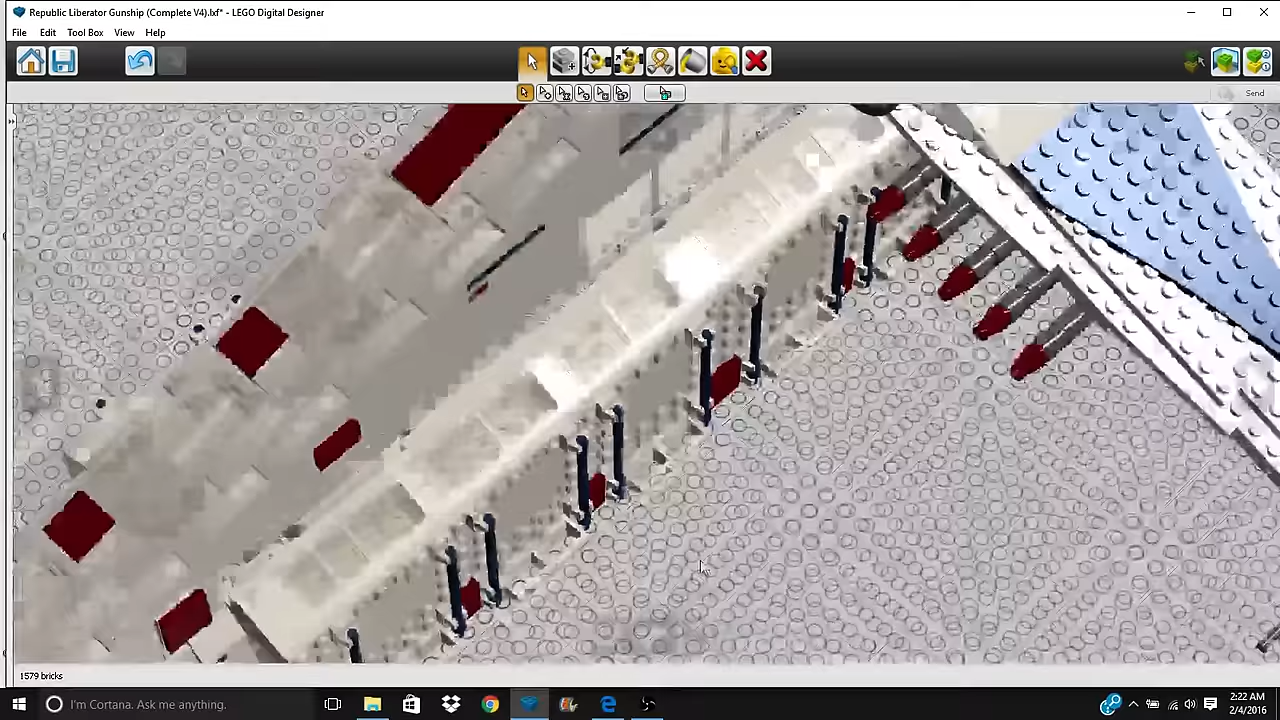 Republic Liberator Gunship (Complete V4).lxf* - LEGO Digital Designer
File Edit Tool Box View Help
Send
1579 bricks
I'm Cortana. Ask me anything.
2:22 AM
2/4/2016